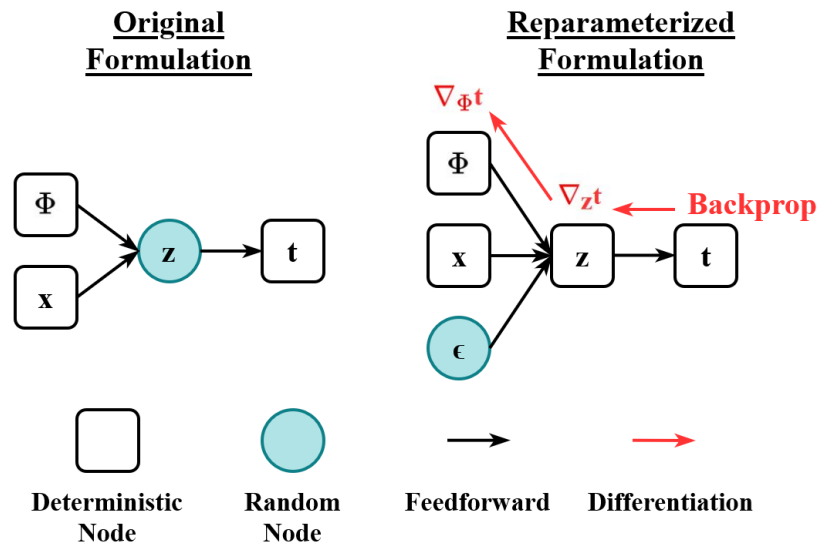 Original
Formulation
Reparameterized
Formulation
∇Φt
Φ
Φ
∇zt
Backprop
z
t
x
z
t
x
ϵ
Deterministic
Node
Random
Node
Feedforward
Differentiation